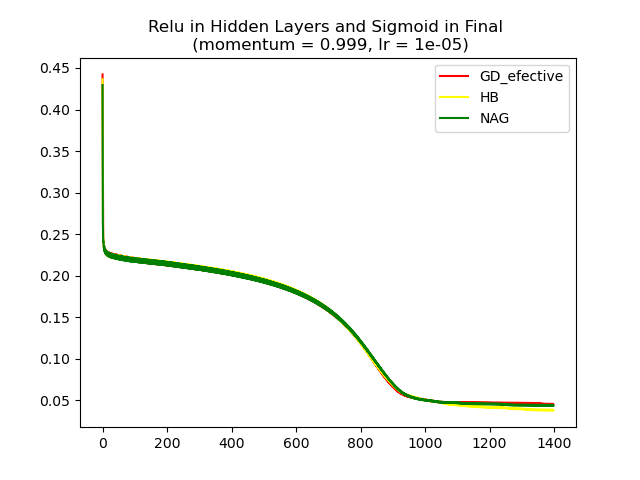 Relu in Hidden Layers and Sigmoid in Final
(momentum = 0.999, lr = 1e-05)
0.45
0.40
0.35
0.30
0.25
0.20
0.15
0.10
0.05
GD_efective
HB
NAG
0 200 400 600 800 1000 1200 1400